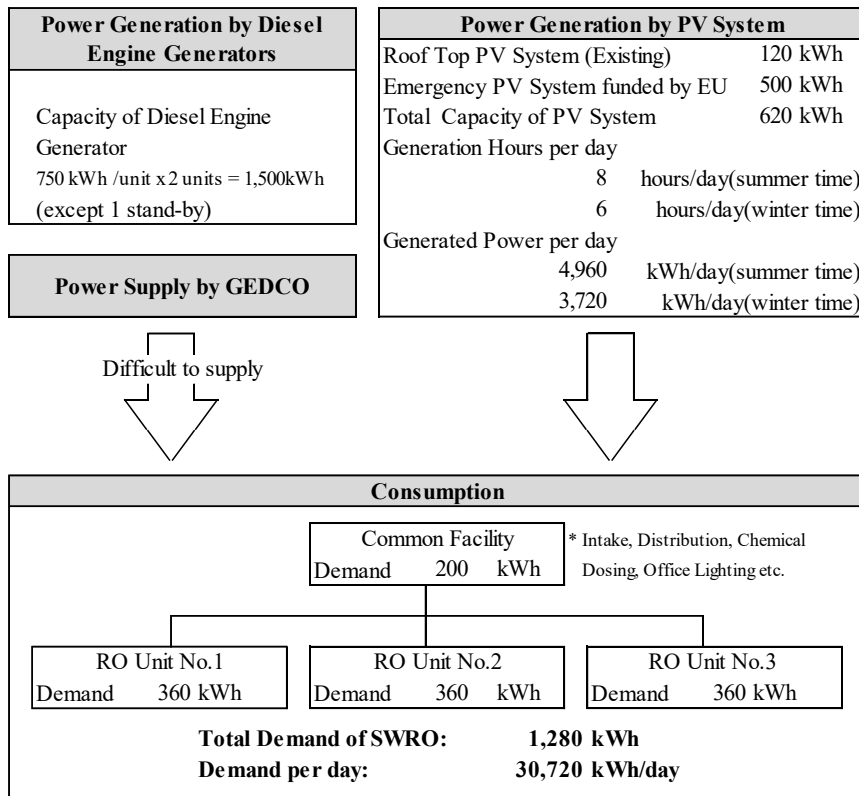 Power Generation by Diesel
Engine Generators
Capacity of Diesel Engine
Generator
750 kWh /unit x 2 units = 1,500kWh
(except 1 stand-by)
Power Supply by GEDCO
Difficult to supply
Power Generation by PV System
Roof Top PV System (Existing) 120 kWh
Emergency PV System funded by EU 500 kWh
Total Capacity of PV System 620 kWh
Generation Hours per day
8 hours/day(summer time)
6 hours/day(winter time)
Generated Power per day
4,960 kWh/day(summer time)
3,720 kWh/day(winter time)
Consumption
Common Facility
Demand 200 kWh
* Intake, Distribution, Chemical
Dosing, Office Lighting etc.
RO Unit No.1
Demand 360 kWh
RO Unit No.2
Demand 360 kWh
RO Unit No.3
Demand 360 kWh
Total Demand of SWRO: 1,280 kWh
Demand per day: 30,720 kWh/day